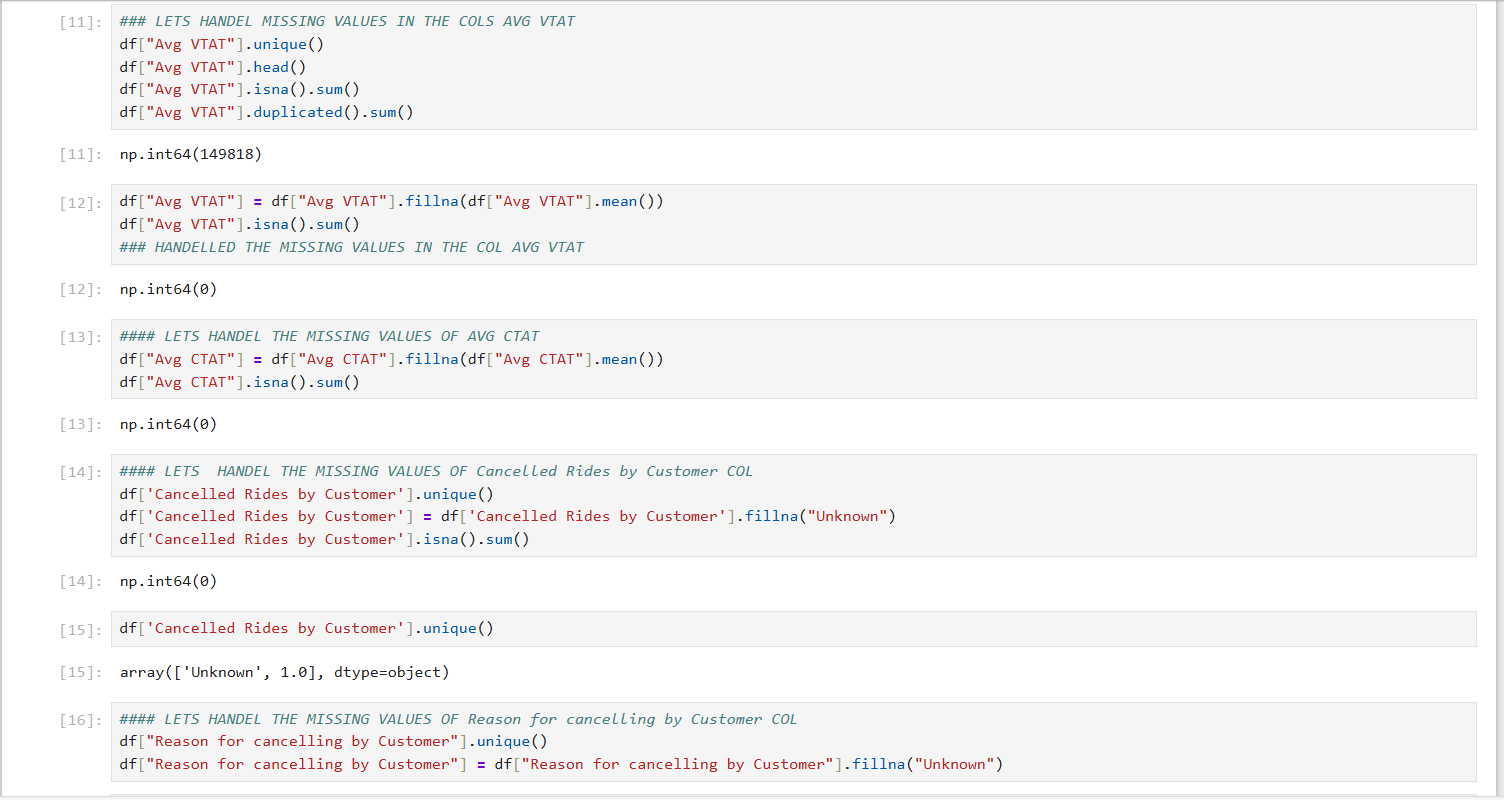 [11]: ### LETS HANDEL MISSING VALUES IN THE COLS AVG VTAT
df["Avg VTAT"].unique()
df["Avg VTAT"].head()
df["Avg VTAT"].isna().sum()
df["Avg VTAT"].duplicated().sum()
[11]: np.int64(149818)
[12]: df["Avg VTAT"] = df["Avg VTAT"].fillna(df["Avg VTAT"].mean())
df["Avg VTAT"].isna().sum()
### HANDELLED THE MISSING VALUES IN THE COL AVG VTAT
[12]: np.int64(0)
[13]: #### LETS HANDEL THE MISSING VALUES OF AVG CTAT
df["Avg CTAT"] = df["Avg CTAT"].fillna(df["Avg CTAT"].mean())
df["Avg CTAT"].isna().sum()
[13]: np.int64(0)
[14]: #### LETS  HANDEL THE MISSING VALUES OF Cancelled Rides by Customer COL
df['Cancelled Rides by Customer'].unique()
df['Cancelled Rides by Customer'] = df['Cancelled Rides by Customer'].fillna("Unknown")
df['Cancelled Rides by Customer'].isna().sum()
[14]: np.int64(0)
[15]: df['Cancelled Rides by Customer'].unique()
[15]: array(['Unknown', 1.0], dtype=object)
[16]: #### LETS HANDEL THE MISSING VALUES OF Reason for cancelling by Customer COL
df["Reason for cancelling by Customer"].unique()
df["Reason for cancelling by Customer"] = df["Reason for cancelling by Customer"].fillna("Unknown")